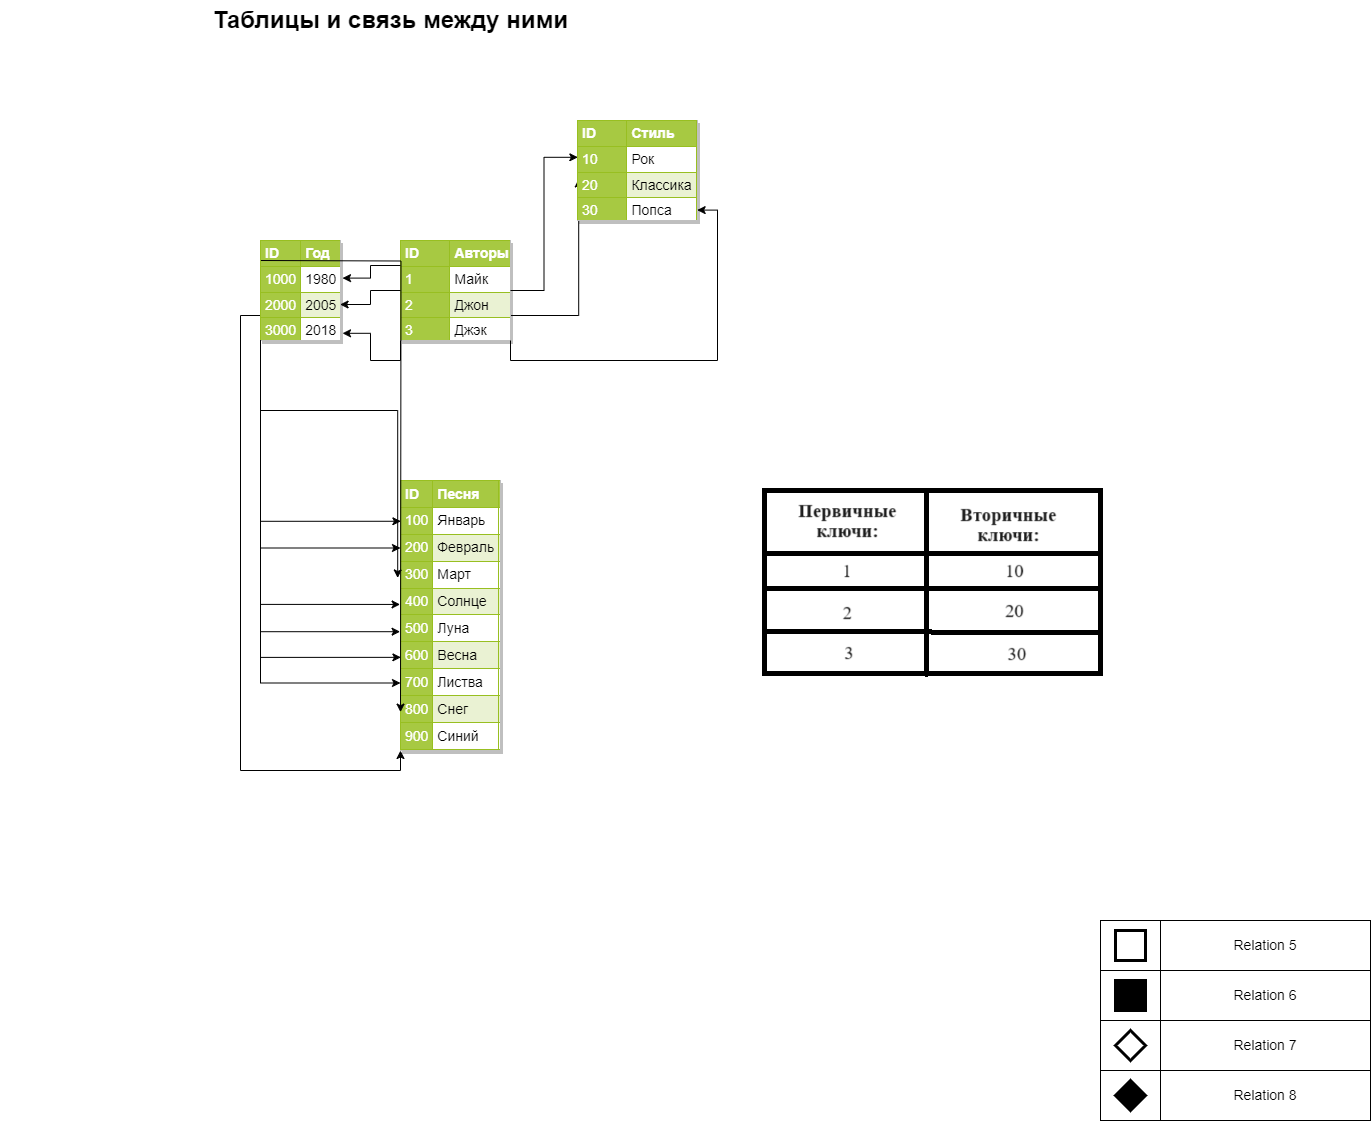 Таблицы и связь между ними
ID Стиль
10 Рок
20 Классика
30 Попса
ID Год
1000 1980
2000 2005
3000 2018
ID Авторы
1 Майк
2 Джон
3 Джэк
ID Песня
100 Январь
200 Февраль
300 Март
400 Солнце
500 Луна
600 Весна
700 Листва
800 Снег
900 Синий
Первичные
ключи:
Вторичные
ключи:
1 10
2 20
3 30
Relation 5
Relation 6
Relation 7
Relation 8